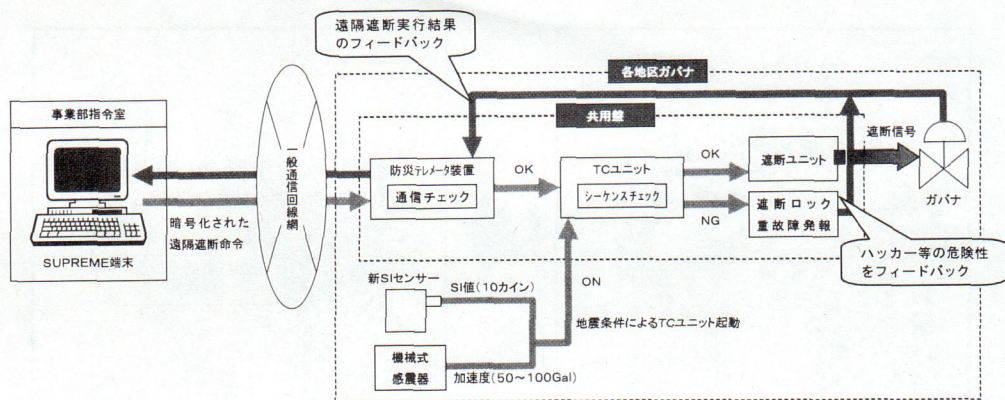 遠隔遮断実行結果
のフィードバック
各地区ガバナ
事業部指令室
共用盤
遮断信号
一般通信回線網
防災テレメータ装置
通信チェック
OK
TCユニット
シーケンスチェック
OK
遮断ユニット
ガバナ
NG
遮断ロック
重故障発報
暗号化された
遠隔遮断命令
SUPREME端末
ハッカー等の危険性
をフィードバック
新SIセンサー
SI値(10カイン)
ON
地震条件によるTCユニット起動
機械式
感震器
加速度(50〜100Gal)